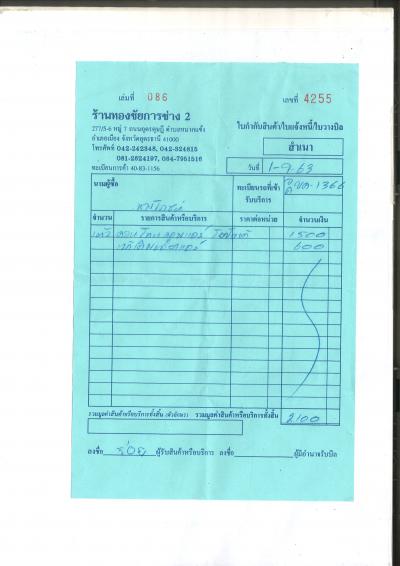 เล่มที่ 086 เลขที่ 4255
ร้านทองชัยการช่าง 2
277/5-6 หมู่ 7 ถนนอุดรดุษฎี ตำบลหมากแข้ง
อำเภอเมือง จังหวัดอุดรธานี 41000
โทรศัพท์ 042-242348, 042-324815
081-2624197, 084-7951516
ทะเบียนการค้า 40-83-1156
ใบกำกับสินค้า/ใบแจ้งหนี้/ใบวางบิล
สำเนา
วันที่ 1-9-63
นามผู้ซื้อ
ทะเบียนรถที่เข้ารับบริการ 1366
จำนวน รายการสินค้าหรือบริการ ราคาต่อหน่วย จำนวนเงิน
1500
600
รวมมูลค่าสินค้าหรือบริการทั้งสิ้น (ตัวอักษร) รวมมูลค่าสินค้าหรือบริการทั้งสิ้น 2100
ลงชื่อ ผู้รับสินค้าหรือบริการ ลงชื่อ ผู้มีอำนาจรับบิล